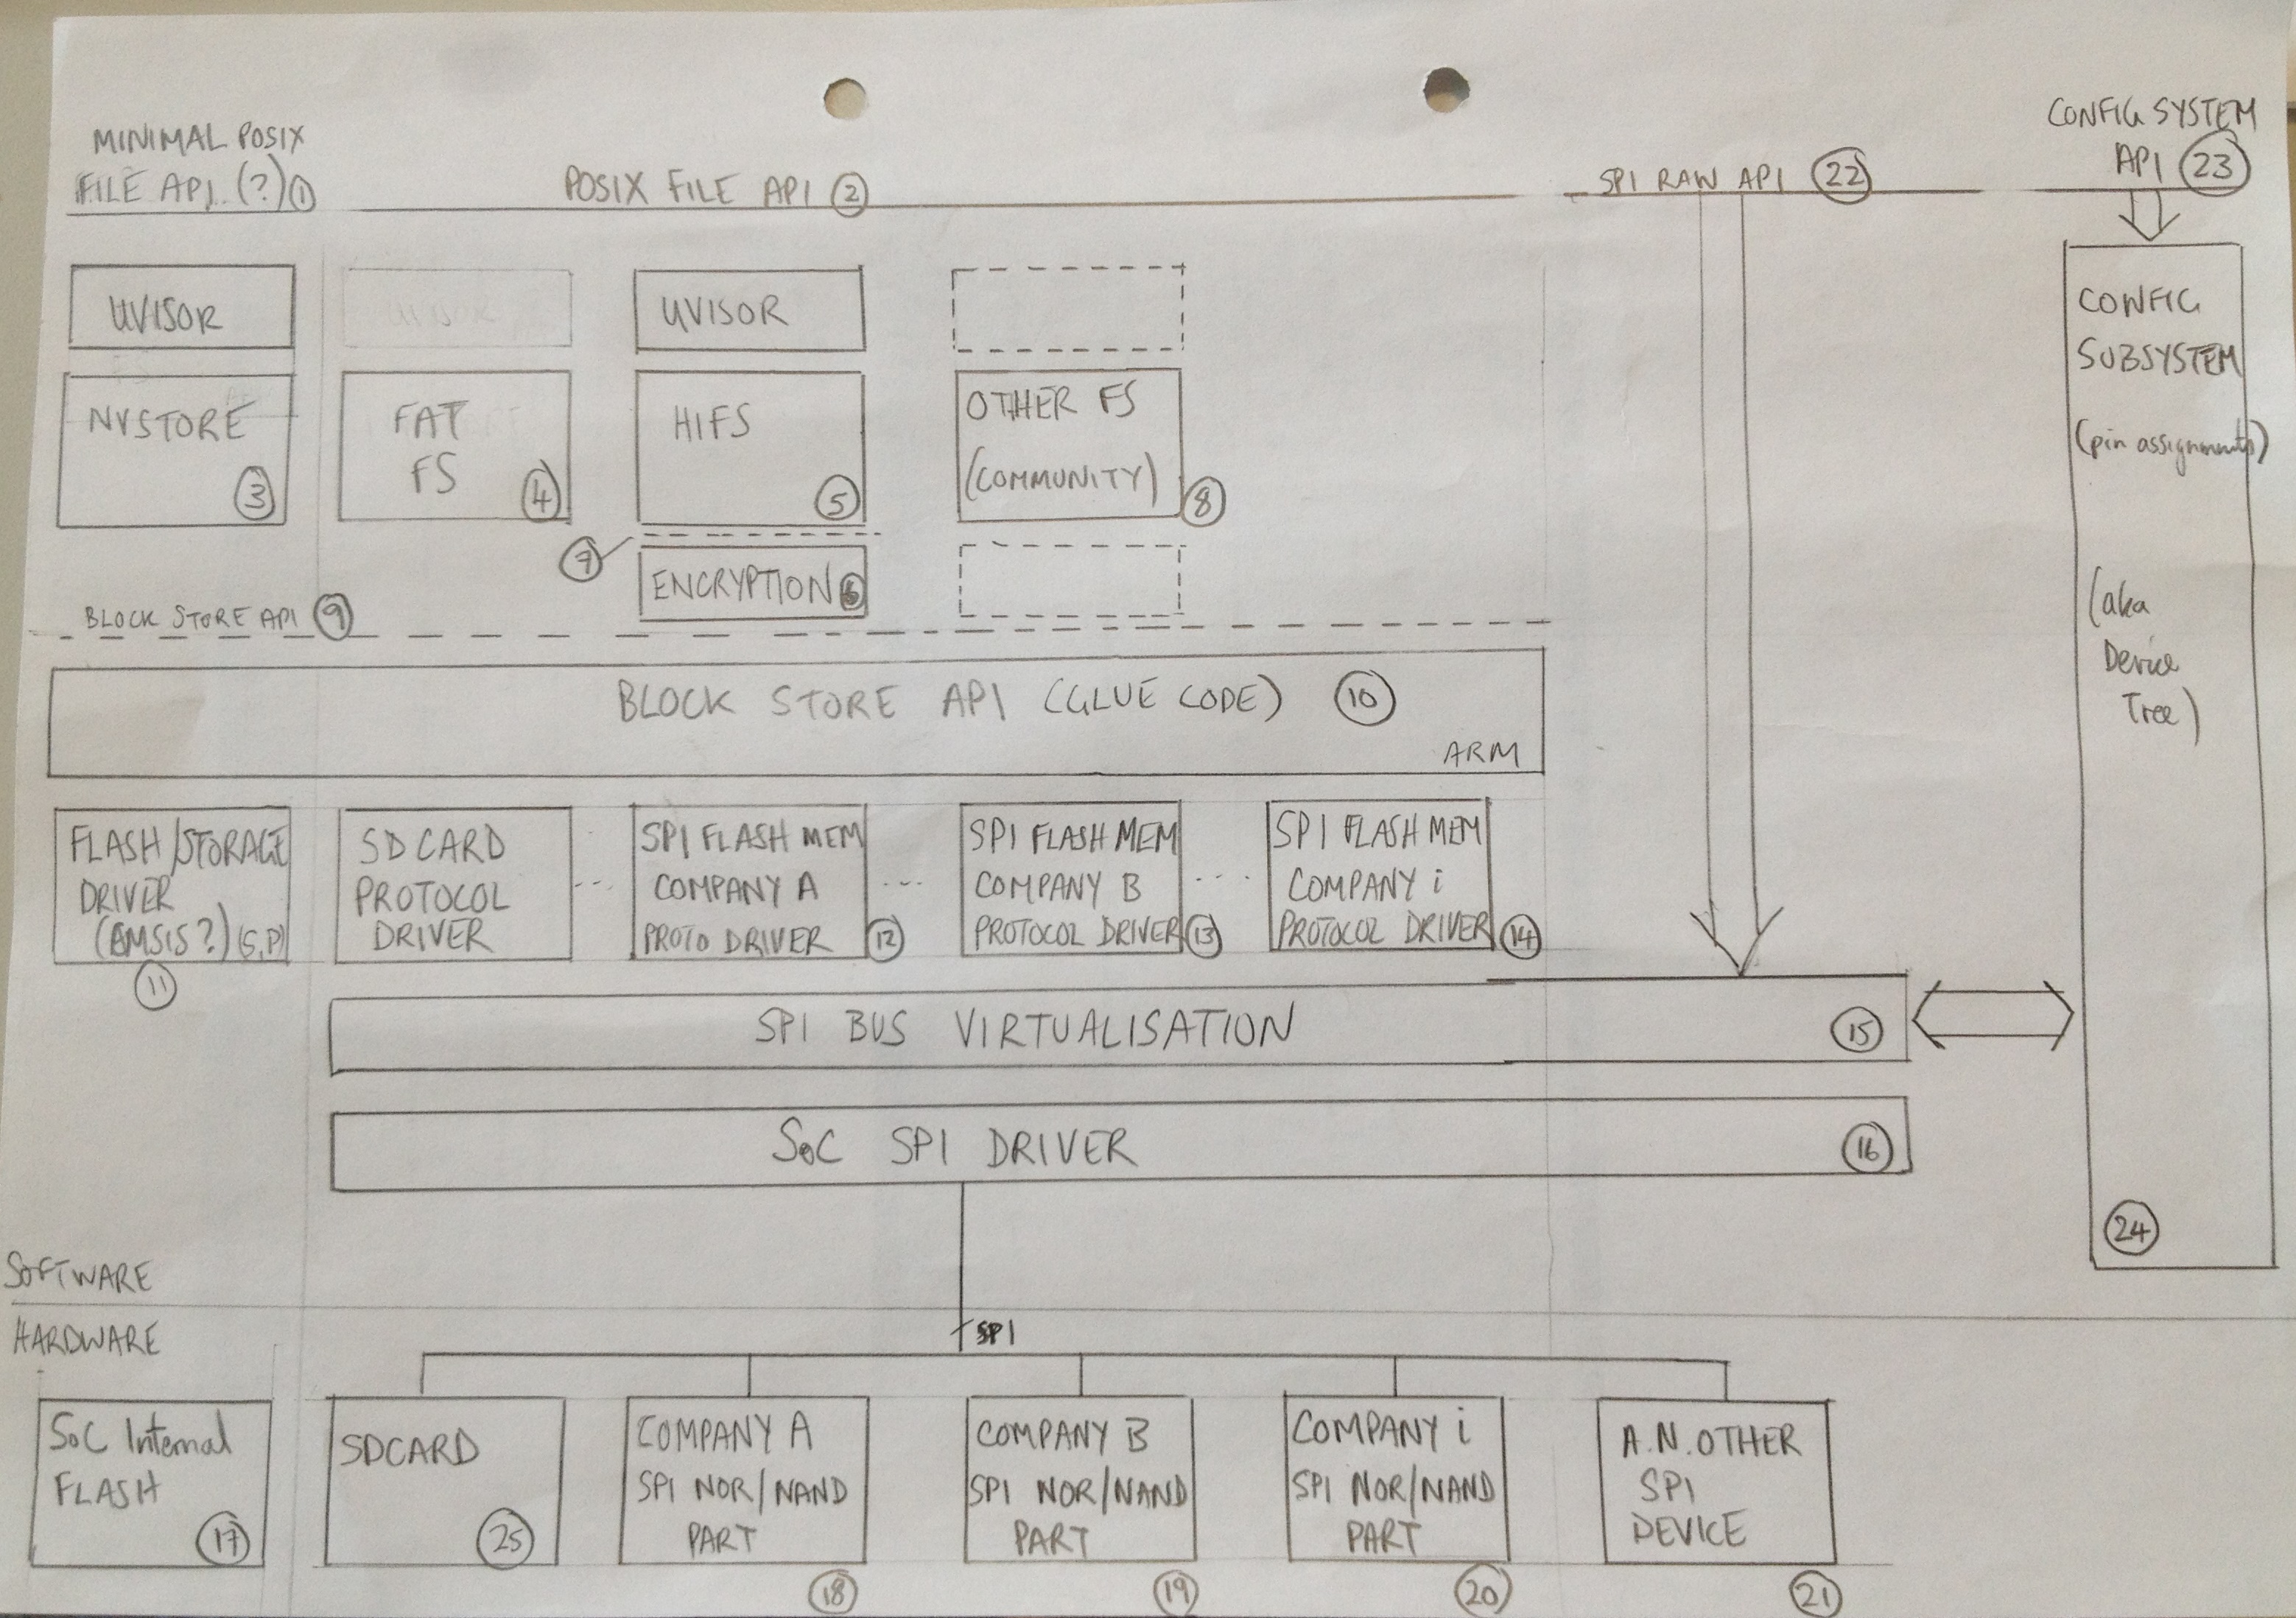 MINIMAL POSIX
FILE API (?) 1
POSIX FILE API 2
SPI RAW API 22
CONFIG SYSTEM
API 23
UVISOR
UVISOR
NVSTORE
3
FAT
FS
4
HIFS
5
OTHER FS
(COMMUNITY)
8
7
ENCRYPTION 6
BLOCK STORE API 9
BLOCK STORE API (GLUE CODE) 10
ARM
CONFIG
SUBSYSTEM
(pin assignments)
(aka
Device
Tree)
24
FLASH/STORAGE
DRIVER
(CMSIS?)
11
SDCARD
PROTOCOL
DRIVER
...
SPI FLASH MEM
COMPANY A
PROTO DRIVER
12
...
SPI FLASH MEM
COMPANY B
PROTOCOL DRIVER
13
...
SPI FLASH MEM
COMPANY i
PROTOCOL DRIVER
14
SPI BUS VIRTUALISATION
15
SOC SPI DRIVER
16
SOFTWARE
HARDWARE
SPI
SoC Internal
FLASH
17
SDCARD
25
COMPANY A
SPI NOR/NAND
PART
18
COMPANY B
SPI NOR/NAND
PART
19
COMPANY i
SPI NOR/NAND
PART
20
A.N.OTHER
SPI
DEVICE
21